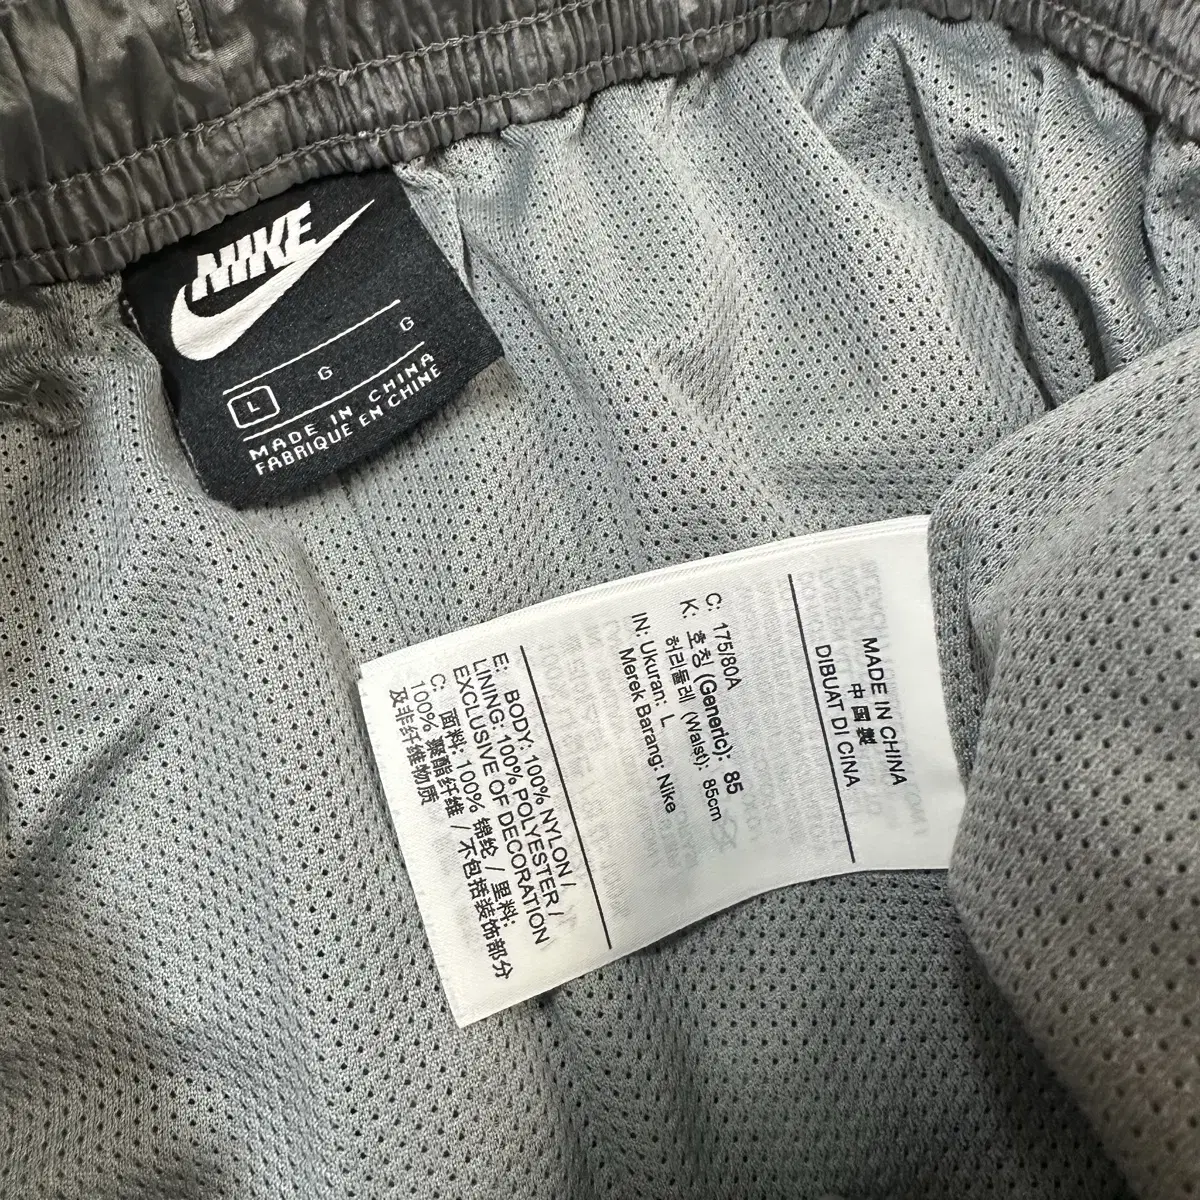 NIKE
G
G
L
MADE IN CHINA
FABRIQUE EN CHINE
MADE IN CHINA
中國製
DIBUAT DI CINA
C: 175/80A
K: 호칭 (Generic): 85
허리둘레 (Waist): 85cm
IN: Ukuran: L
Merek Barang: Nike
E: BODY: 100% NYLON /
LINING: 100% POLYESTER /
EXCLUSIVE OF DECORATION
C: 面料: 100% 锦纶 / 里料:
100% 聚酯纤维 / 不包括装饰部分
及非纤维物质